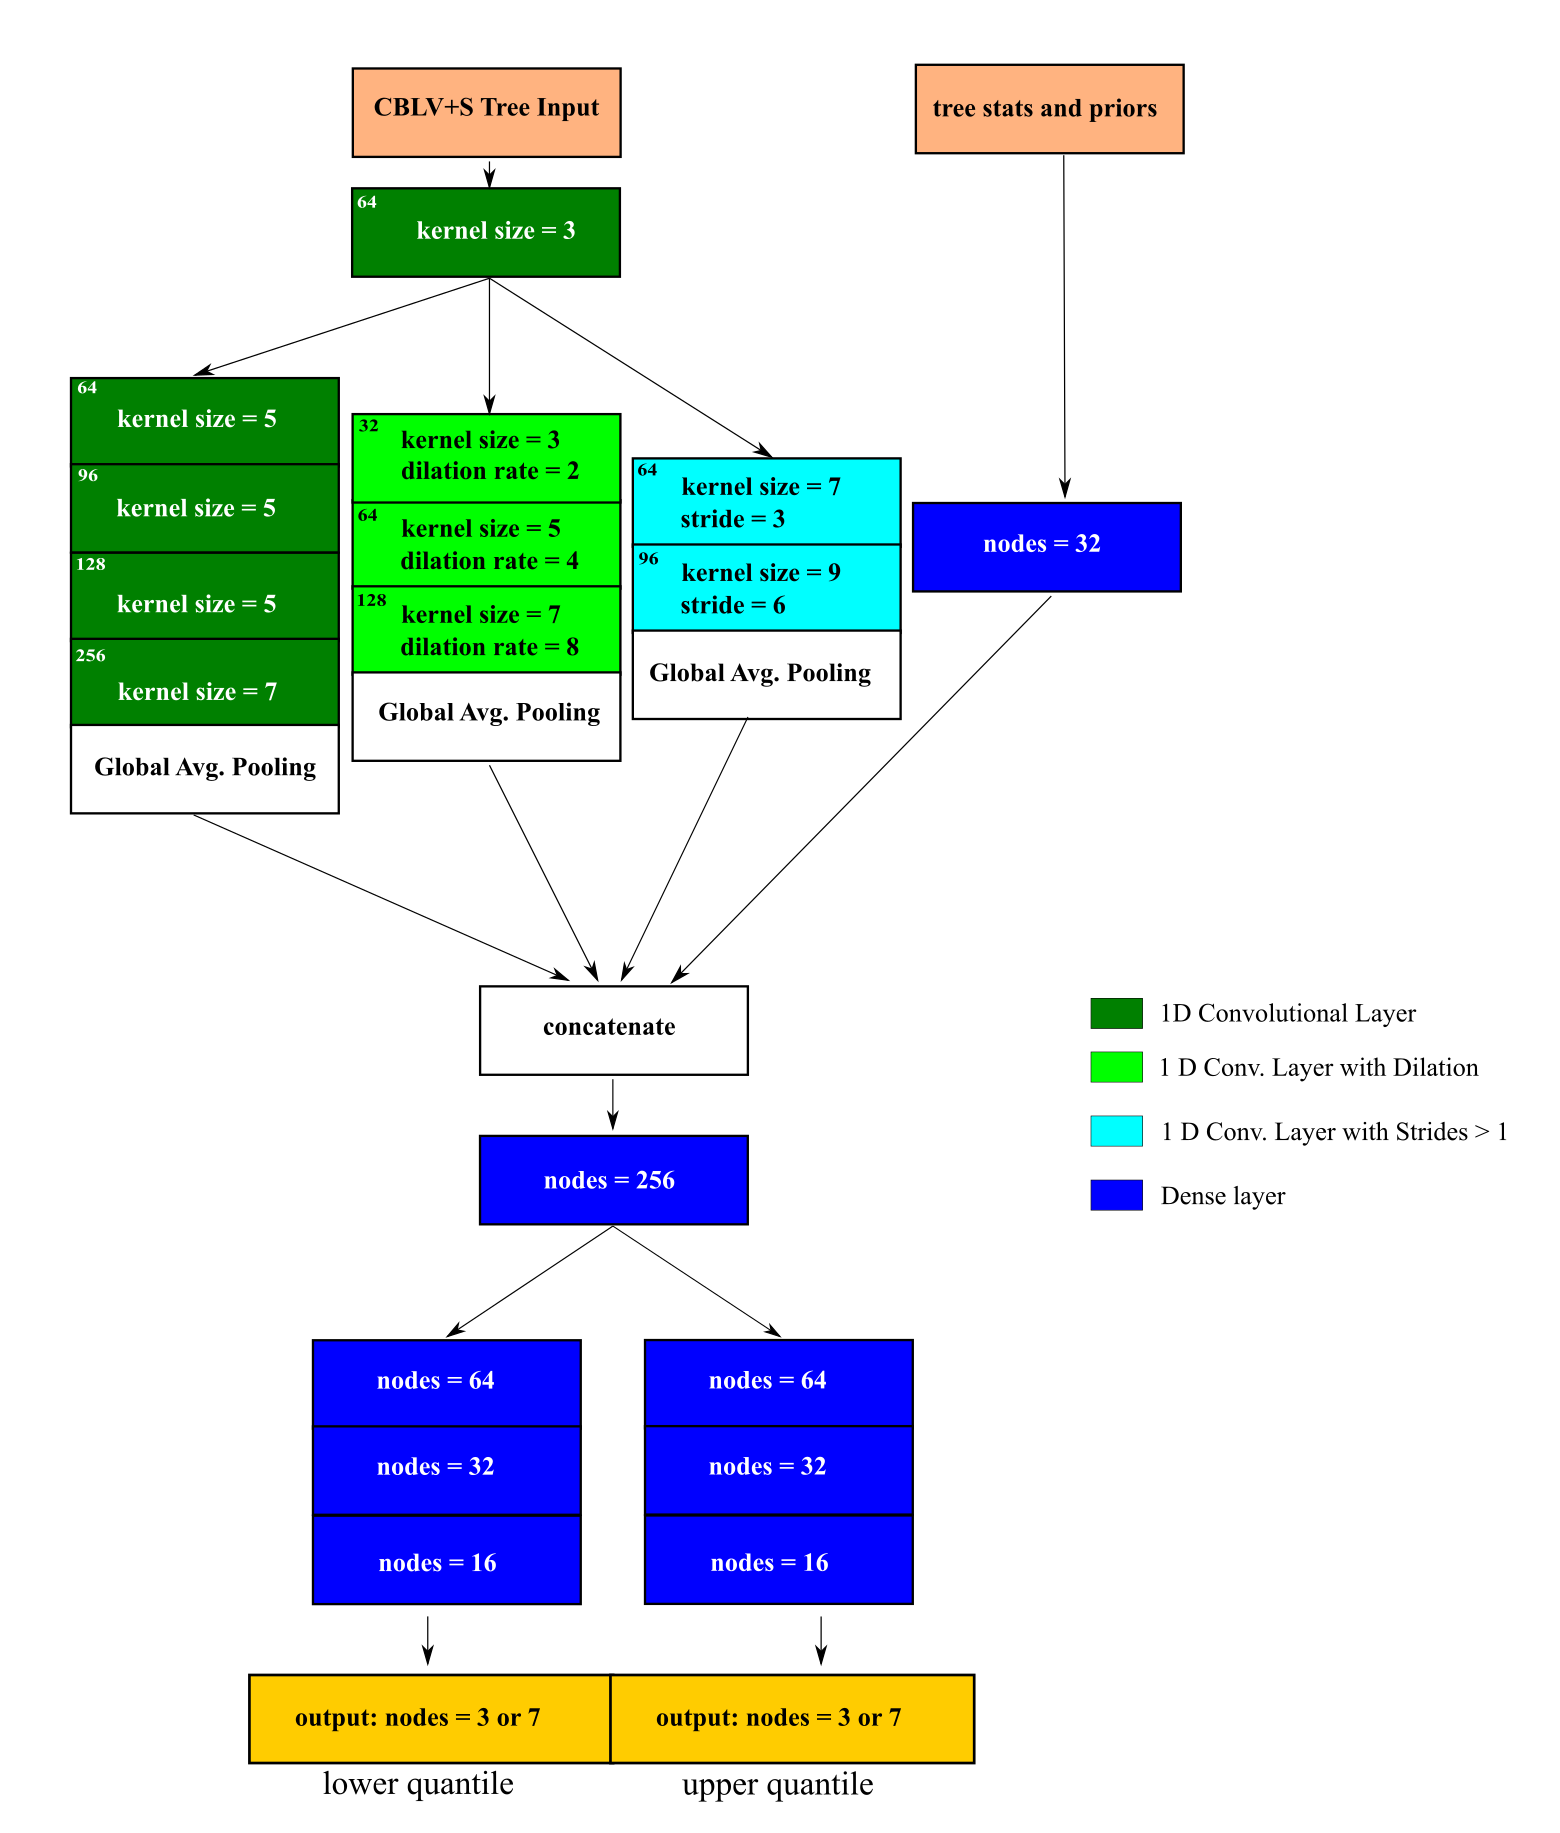 CBLV+S Tree Input
tree stats and priors
64
kernel size = 3
64
kernel size = 5
96
kernel size = 5
128
kernel size = 5
256
kernel size = 7
Global Avg. Pooling
32
kernel size = 3
dilation rate = 2
64
kernel size = 5
dilation rate = 4
128
kernel size = 7
dilation rate = 8
Global Avg. Pooling
64
kernel size = 7
stride = 3
96
kernel size = 9
stride = 6
Global Avg. Pooling
nodes = 32
concatenate
1D Convolutional Layer
1 D Conv. Layer with Dilation
1 D Conv. Layer with Strides > 1
Dense layer
nodes = 256
nodes = 64
nodes = 32
nodes = 16
nodes = 64
nodes = 32
nodes = 16
output: nodes = 3 or 7
output: nodes = 3 or 7
lower quantile
upper quantile